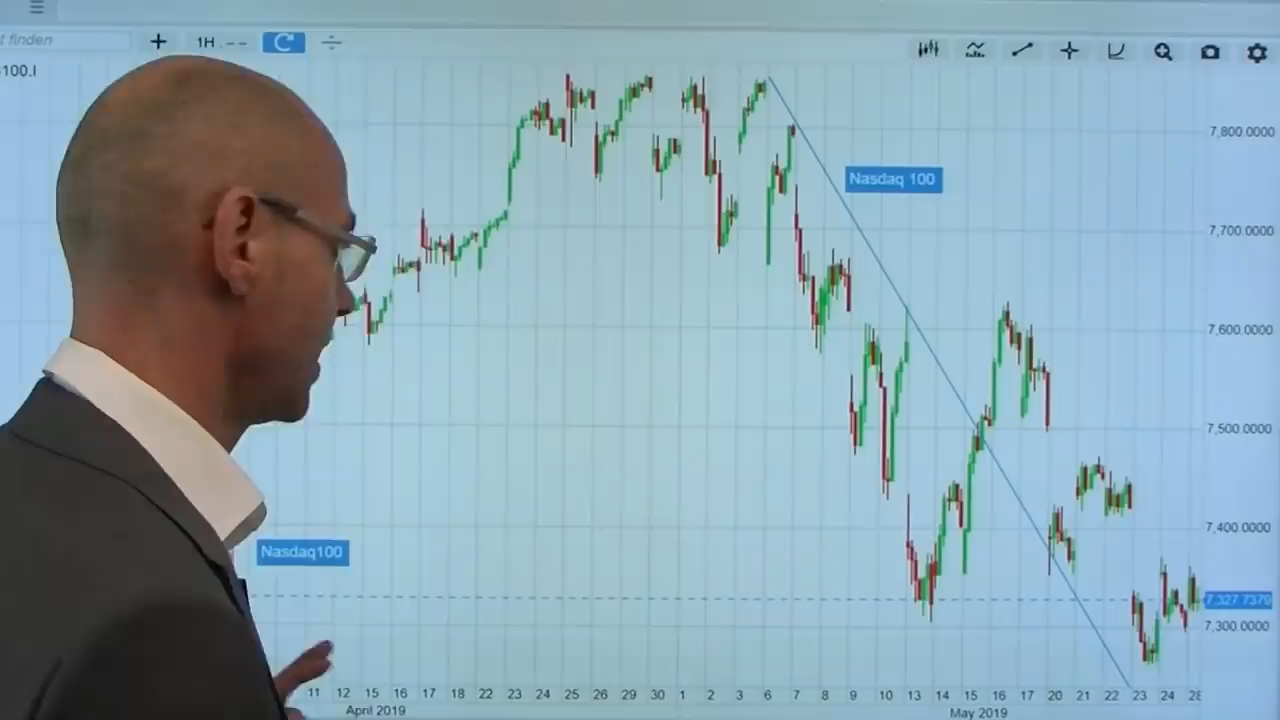 t finden
1H
100.I
7,800.0000
Nasdaq 100
7,700.0000
7,600.0000
7,500.0000
7,400.0000
Nasdaq100
7,327.7379
7,300.0000
11 12 15 16 17 18 22 23 24 25 26 29 30 1 2 3 6 7 8 9 10 13 14 15 16 17 20 21 22 23 24 28
April 2019
May 2019